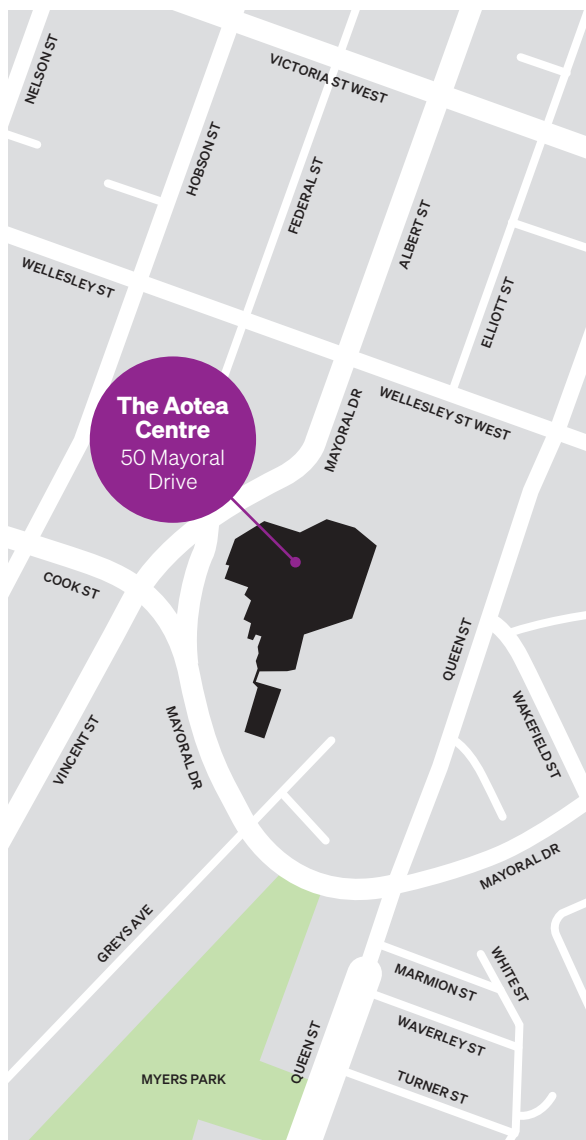 NELSON ST
VICTORIA ST WEST
HOBSON ST
FEDERAL ST
ALBERT ST
ELLIOTT ST
WELLESLEY ST
The Aotea
Centre
50 Mayoral
Drive
MAYORAL DR
WELLESLEY ST WEST
COOK ST
QUEEN ST
WAKEFIELD ST
VINCENT ST
MAYORAL DR
MAYORAL DR
GREYS AVE
MARMION ST
WHITE ST
WAVERLEY ST
QUEEN ST
TURNER ST
MYERS PARK